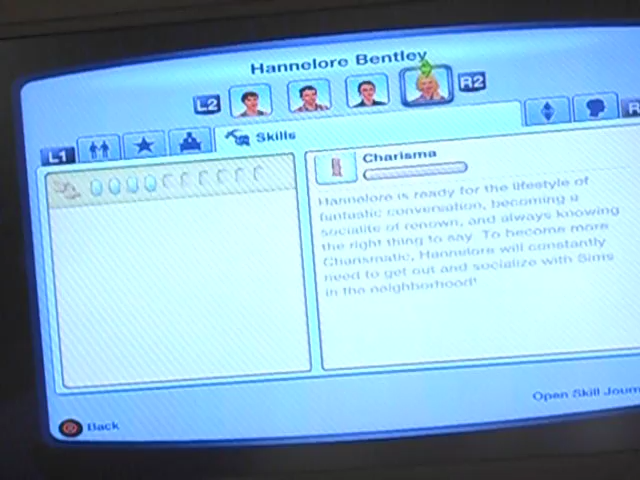 Hannelore Bentley
L2
R2
L1
Skills
R
Charisma
Hannelore is ready for the lifestyle of
fantastic conversation, becoming a
socialite of renown, and always knowing
the right thing to say. To become more
Charismatic, Hannelore will constantly
need to get out and socialize with Sims
in the neighborhood!
Open Skill Journ
Back